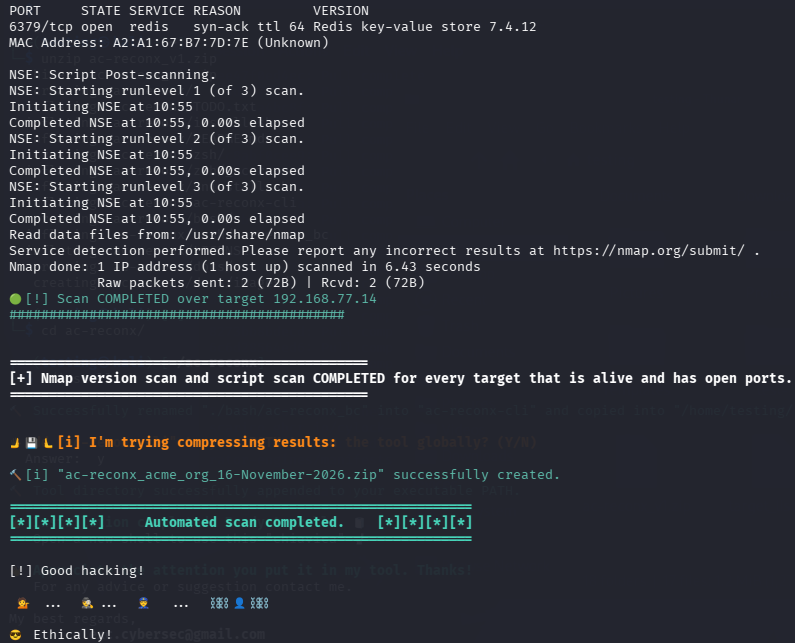 PORT     STATE SERVICE REASON         VERSION
6379/tcp open  redis   syn-ack ttl 64 Redis key-value store 7.4.12
MAC Address: A2:A1:67:B7:7D:7E (Unknown)
NSE: Script Post-scanning.
NSE: Starting runlevel 1 (of 3) scan.
Initiating NSE at 10:55
Completed NSE at 10:55, 0.00s elapsed
NSE: Starting runlevel 2 (of 3) scan.
Initiating NSE at 10:55
Completed NSE at 10:55, 0.00s elapsed
NSE: Starting runlevel 3 (of 3) scan.
Initiating NSE at 10:55
Completed NSE at 10:55, 0.00s elapsed
Read data files from: /usr/share/nmap
Service detection performed. Please report any incorrect results at https://nmap.org/submit/ .
Nmap done: 1 IP address (1 host up) scanned in 6.43 seconds
           Raw packets sent: 2 (72B) | Rcvd: 2 (72B)
[!] Scan COMPLETED over target 192.168.77.14
##########################################
==============================================
[+] Nmap version scan and script scan COMPLETED for every target that is alive and has open ports.
==============================================
[i] I'm trying compressing results:
[i] "ac-reconx_acme_org_16-November-2026.zip" successfully created.
==========================================================
[*][*][*][*]     Automated scan completed.    [*][*][*][*]
==========================================================
[!] Good hacking!
... ... ...
Ethically!